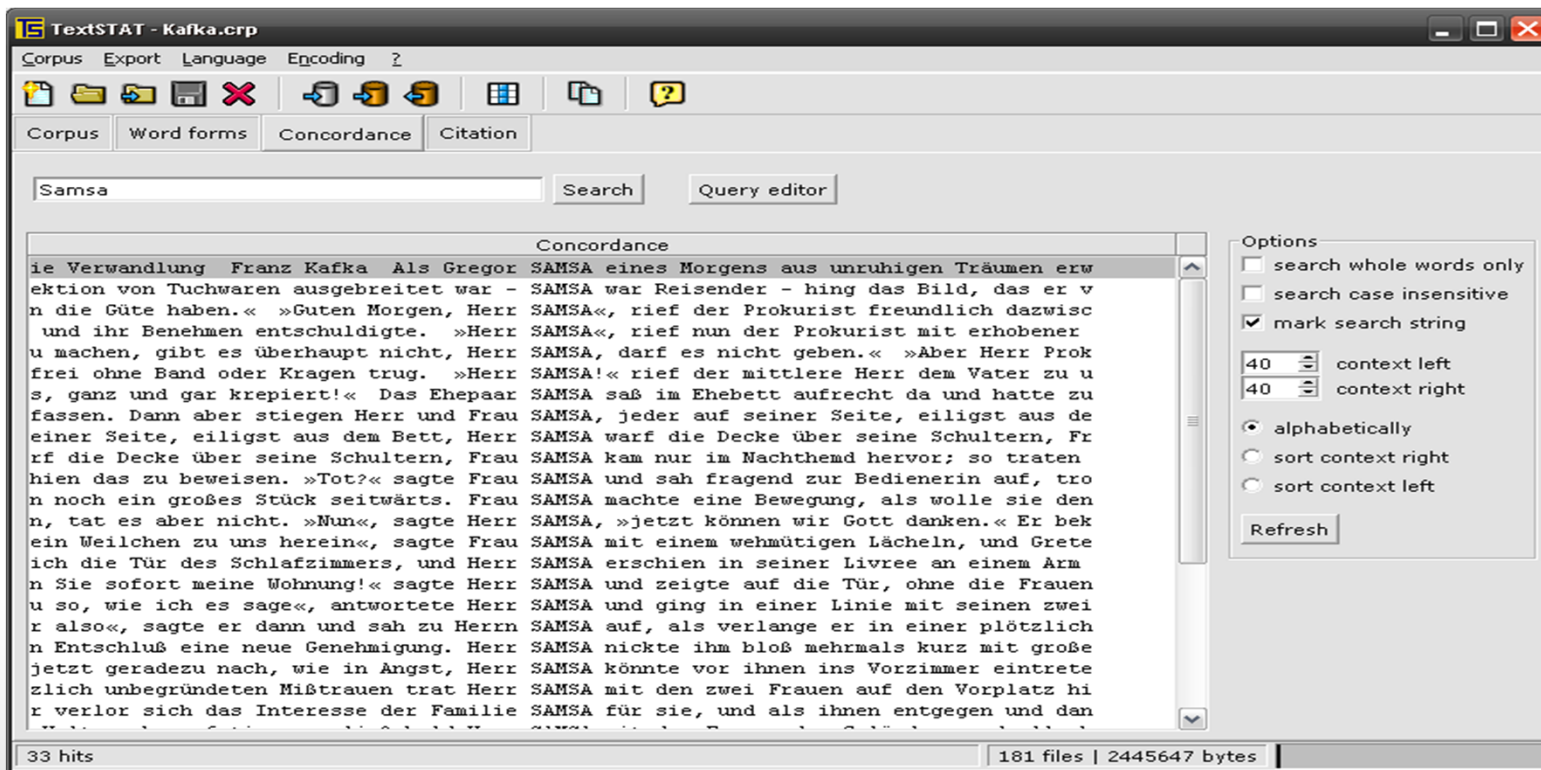 TextSTAT - Kafka.crp
Corpus Export Language Encoding ?
Corpus Word forms Concordance Citation
Samsa Search Query editor
Concordance
ie Verwandlung  Franz Kafka  Als Gregor SAMSA eines Morgens aus unruhigen Träumen erw
ektion von Tuchwaren ausgebreitet war - SAMSA war Reisender - hing das Bild, das er v
n die Güte haben.« »Guten Morgen, Herr SAMSA«, rief der Prokurist freundlich dazwisc
und ihr Benehmen entschuldigte.  »Herr SAMSA«, rief nun der Prokurist mit erhobener
u machen, gibt es überhaupt nicht, Herr SAMSA, darf es nicht geben.«  »Aber Herr Prok
frei ohne Band oder Kragen trug.  »Herr SAMSA!« rief der mittlere Herr dem Vater zu u
s, ganz und gar krepiert!«  Das Ehepaar SAMSA saß im Ehebett aufrecht da und hatte zu
fassen. Dann aber stiegen Herr und Frau SAMSA, jeder auf seiner Seite, eiligst aus de
einer Seite, eiligst aus dem Bett, Herr SAMSA warf die Decke über seine Schultern, Fr
rf die Decke über seine Schultern, Frau SAMSA kam nur im Nachthemd hervor; so traten
hien das zu beweisen. »Tot?« sagte Frau SAMSA und sah fragend zur Bedienerin auf, tro
n noch ein großes Stück seitwärts. Frau SAMSA machte eine Bewegung, als wolle sie den
n, tat es aber nicht. »Nun«, sagte Herr SAMSA, »jetzt können wir Gott danken.« Er bek
ein Weilchen zu uns herein«, sagte Frau SAMSA mit einem wehmütigen Lächeln, und Grete
ich die Tür des Schlafzimmers, und Herr SAMSA erschien in seiner Livree an einem Arm
n Sie sofort meine Wohnung!« sagte Herr SAMSA und zeigte auf die Tür, ohne die Frauen
u so, wie ich es sage«, antwortete Herr SAMSA und ging in einer Linie mit seinen zwei
r also«, sagte er dann und sah zu Herrn SAMSA auf, als verlange er in einer plötzlich
n Entschluß eine neue Genehmigung. Herr SAMSA nickte ihm bloß mehrmals kurz mit große
jetzt geradezu nach, wie in Angst, Herr SAMSA könnte vor ihnen ins Vorzimmer eintrete
zlich unbegründeten Mißtrauen trat Herr SAMSA mit den zwei Frauen auf den Vorplatz hi
r verlor sich das Interesse der Familie SAMSA für sie, und als ihnen entgegen und dan
Options
search whole words only
search case insensitive
mark search string
40 context left
40 context right
alphabetically
sort context right
sort context left
Refresh
33 hits
181 files | 2445647 bytes